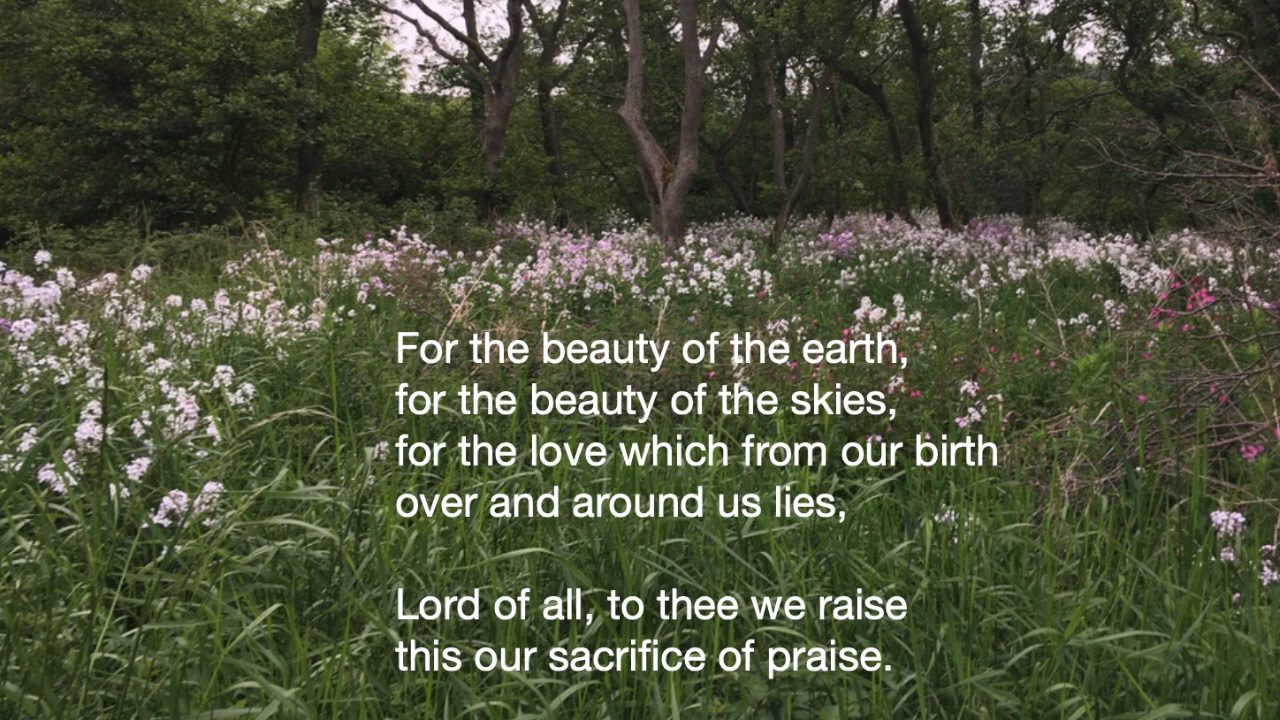 For the beauty of the earth,
for the beauty of the skies,
for the love which from our birth
over and around us lies,
Lord of all, to thee we raise
this our sacrifice of praise.